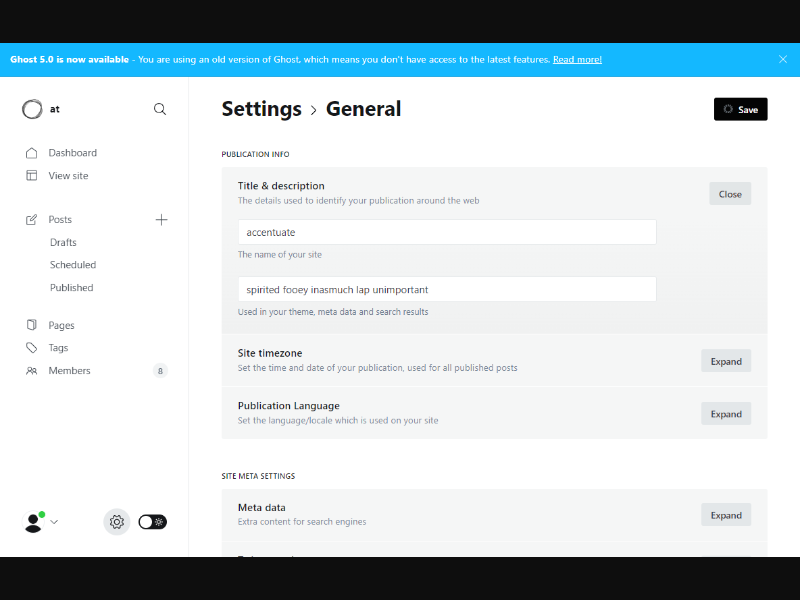 Ghost 5.0 is now available - You are using an old version of Ghost, which means you don't have access to the latest features. Read more!
at
Settings > General
Save
Dashboard
View site
Posts
Drafts
Scheduled
Published
Pages
Tags
Members
8
PUBLICATION INFO
Title & description
The details used to identify your publication around the web
Close
accentuate
The name of your site
spirited fooey inasmuch lap unimportant
Used in your theme, meta data and search results
Site timezone
Set the time and date of your publication, used for all published posts
Expand
Publication Language
Set the language/locale which is used on your site
Expand
SITE META SETTINGS
Meta data
Extra content for search engines
Expand